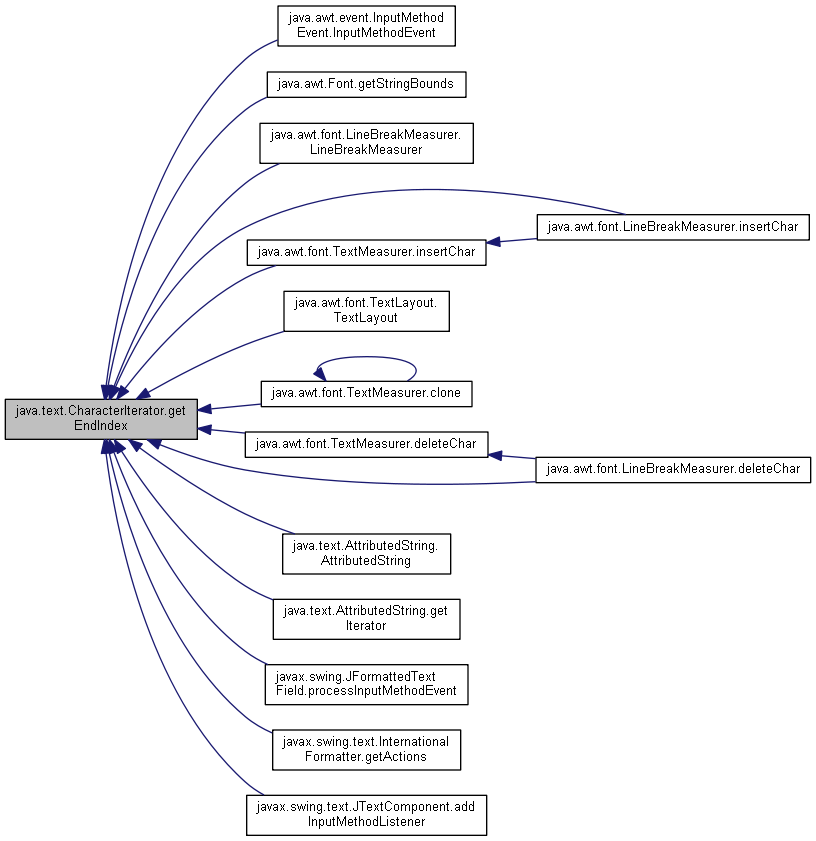 java.awt.event.InputMethod
Event.InputMethodEvent
java.awt.Font.getStringBounds
java.awt.font.LineBreakMeasurer.
LineBreakMeasurer
java.awt.font.LineBreakMeasurer.insertChar
java.awt.font.TextMeasurer.insertChar
java.awt.font.TextLayout.
TextLayout
java.awt.font.TextMeasurer.clone
java.text.CharacterIterator.get
EndIndex
java.awt.font.TextMeasurer.deleteChar
java.awt.font.LineBreakMeasurer.deleteChar
java.text.AttributedString.
AttributedString
java.text.AttributedString.get
Iterator
javax.swing.JFormattedText
Field.processInputMethodEvent
javax.swing.text.International
Formatter.getActions
javax.swing.text.JTextComponent.add
InputMethodListener